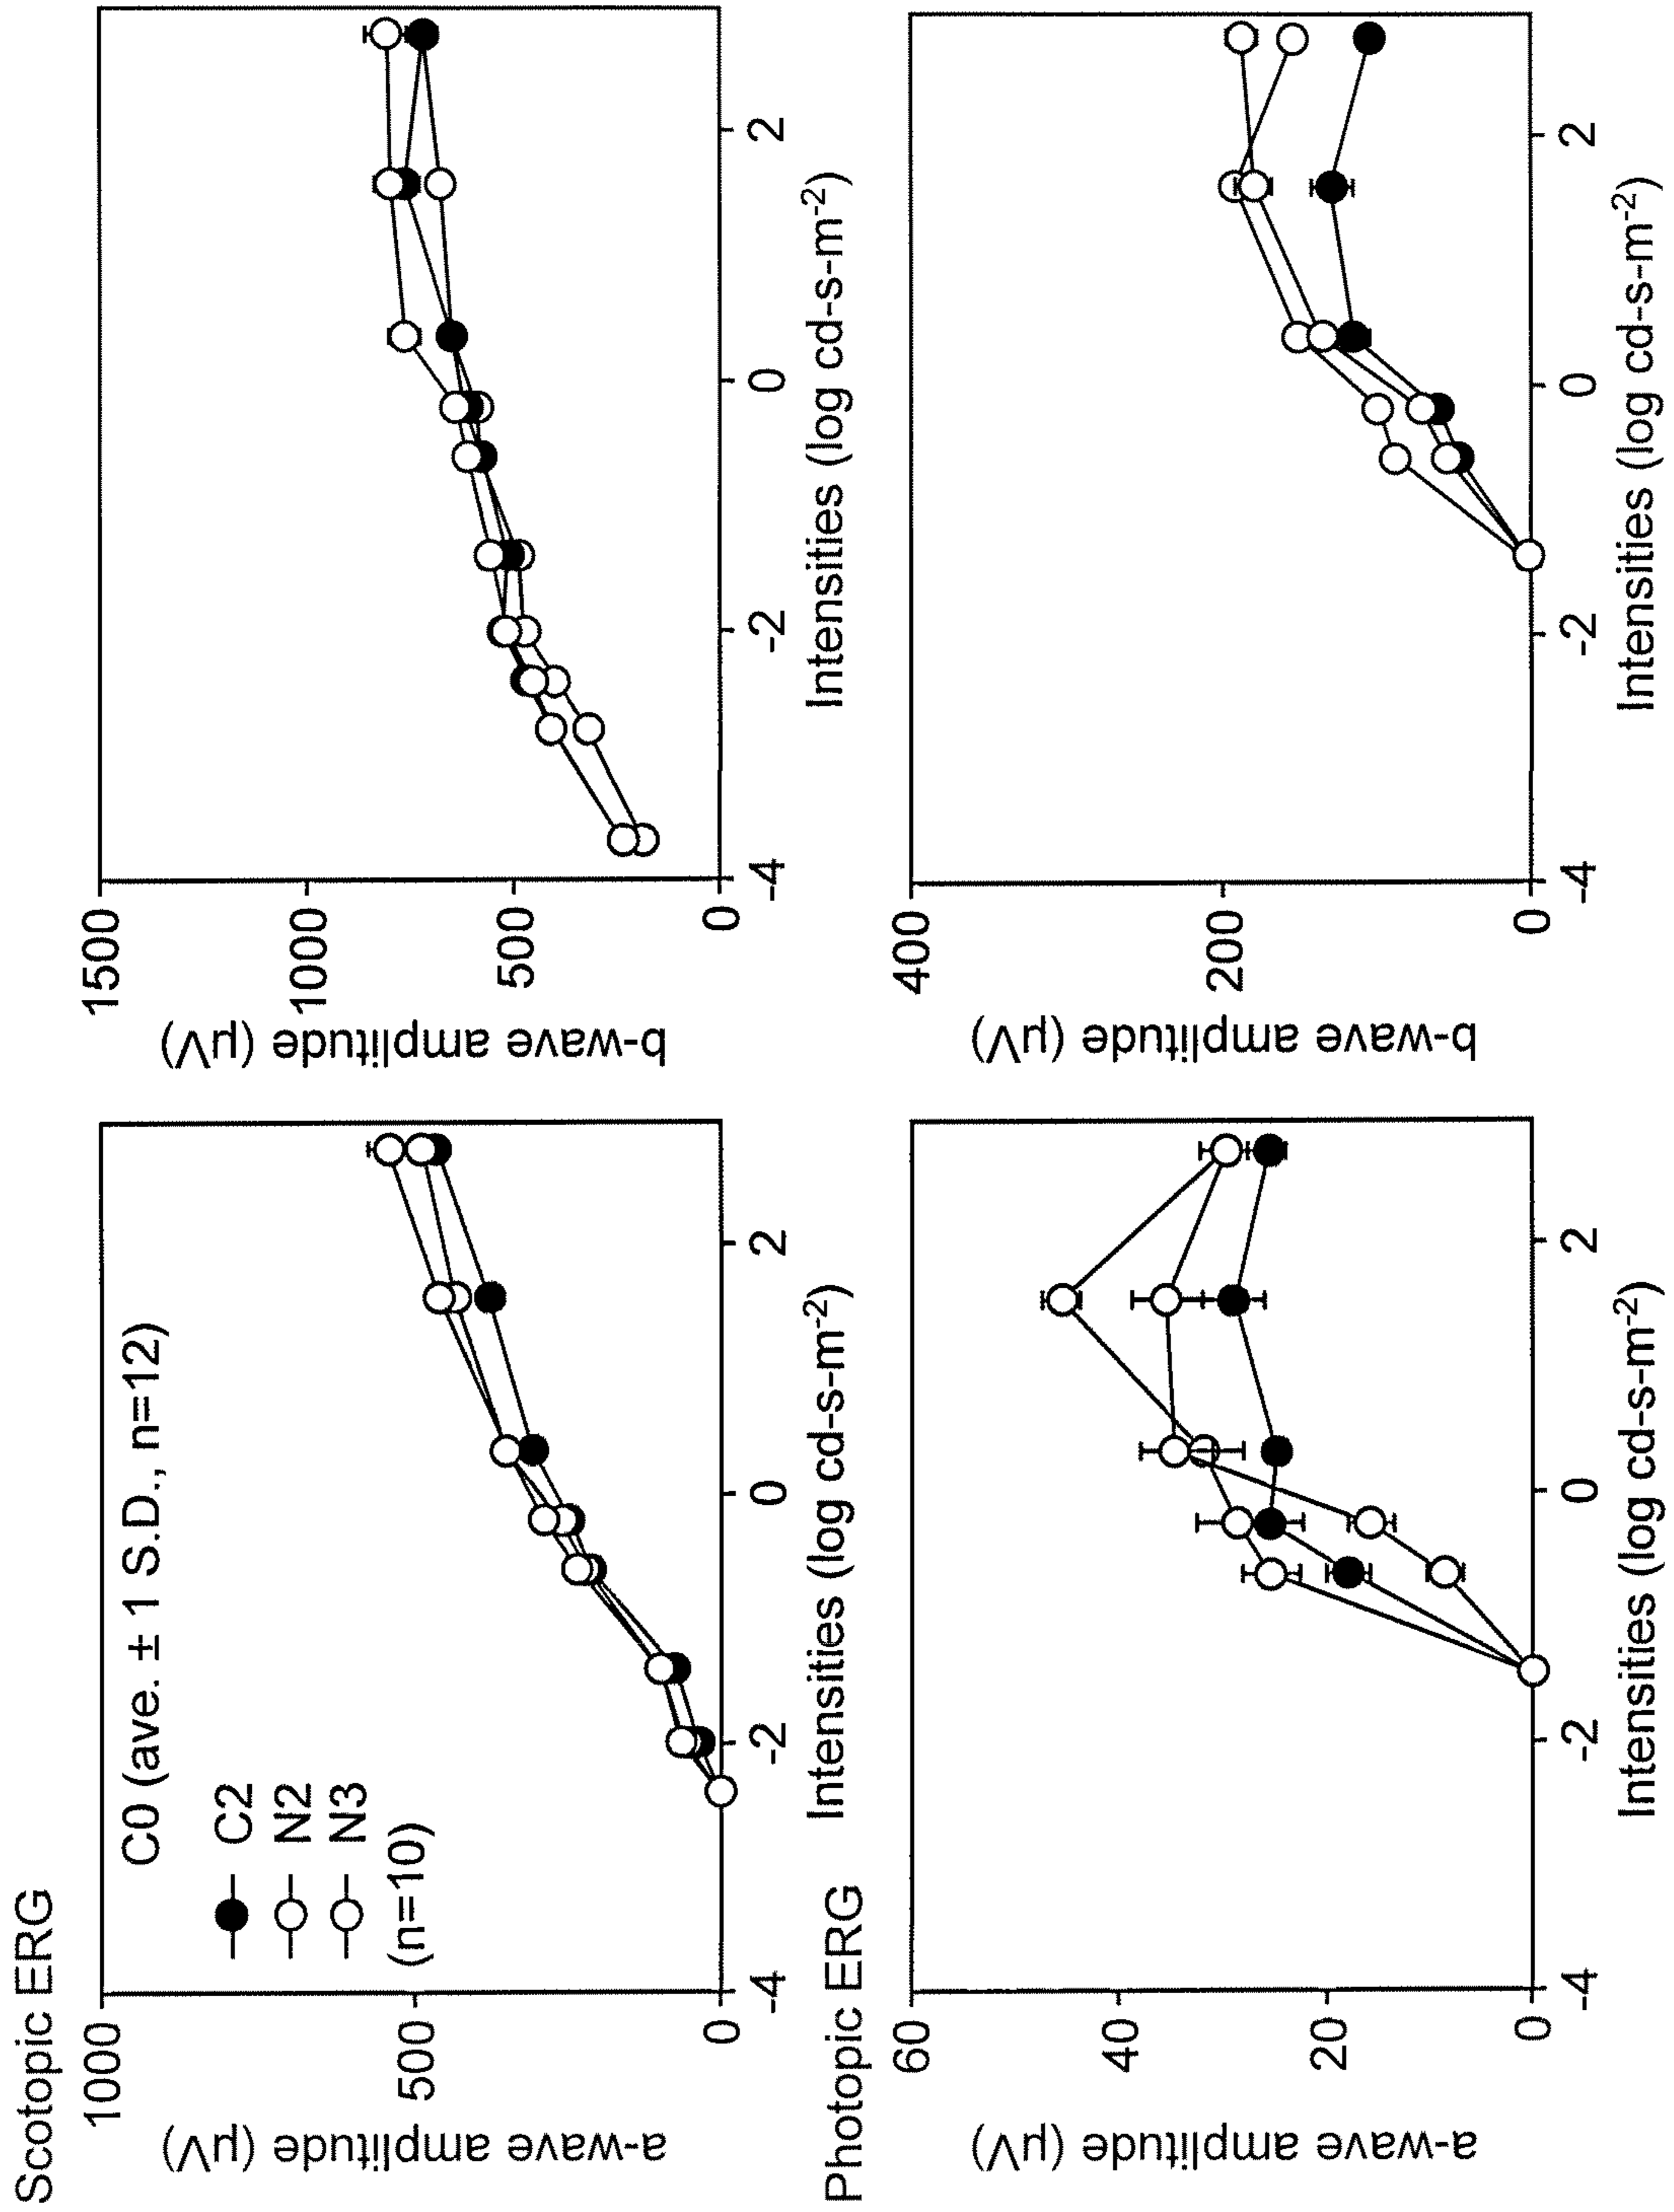 Scotopic ERG
a-wave amplitude (µV)
1000
500
0
C0 (ave. ± 1 S.D., n=12)
C2
N2
N3
(n=10)
-4 -2 0 2
Intensities (log cd-s-m-2)
b-wave amplitude (µV)
1500
1000
500
0
-4 -2 0 2
Intensities (log cd-s-m-2)
Photopic ERG
a-wave amplitude (µV)
60
40
20
0
-4 -2 0 2
Intensities (log cd-s-m-2)
b-wave amplitude (µV)
400
200
0
-4 -2 0 2
Intensities (log cd-s-m-2)